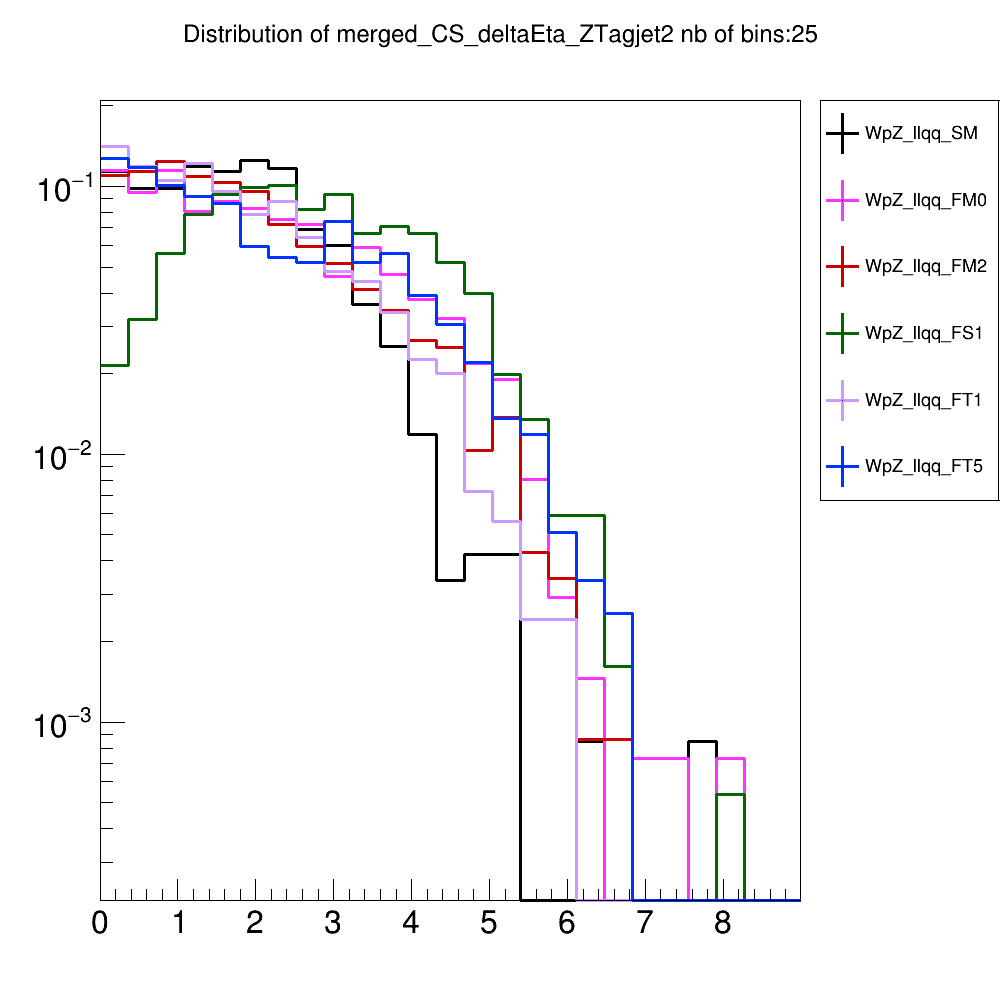 Distribution of merged_CS_deltaEta_ZTagjet2 nb of bins:25
10⁻¹
10⁻²
10⁻³
0 1 2 3 4 5 6 7 8
WpZ_llqq_SM
WpZ_llqq_FM0
WpZ_llqq_FM2
WpZ_llqq_FS1
WpZ_llqq_FT1
WpZ_llqq_FT5